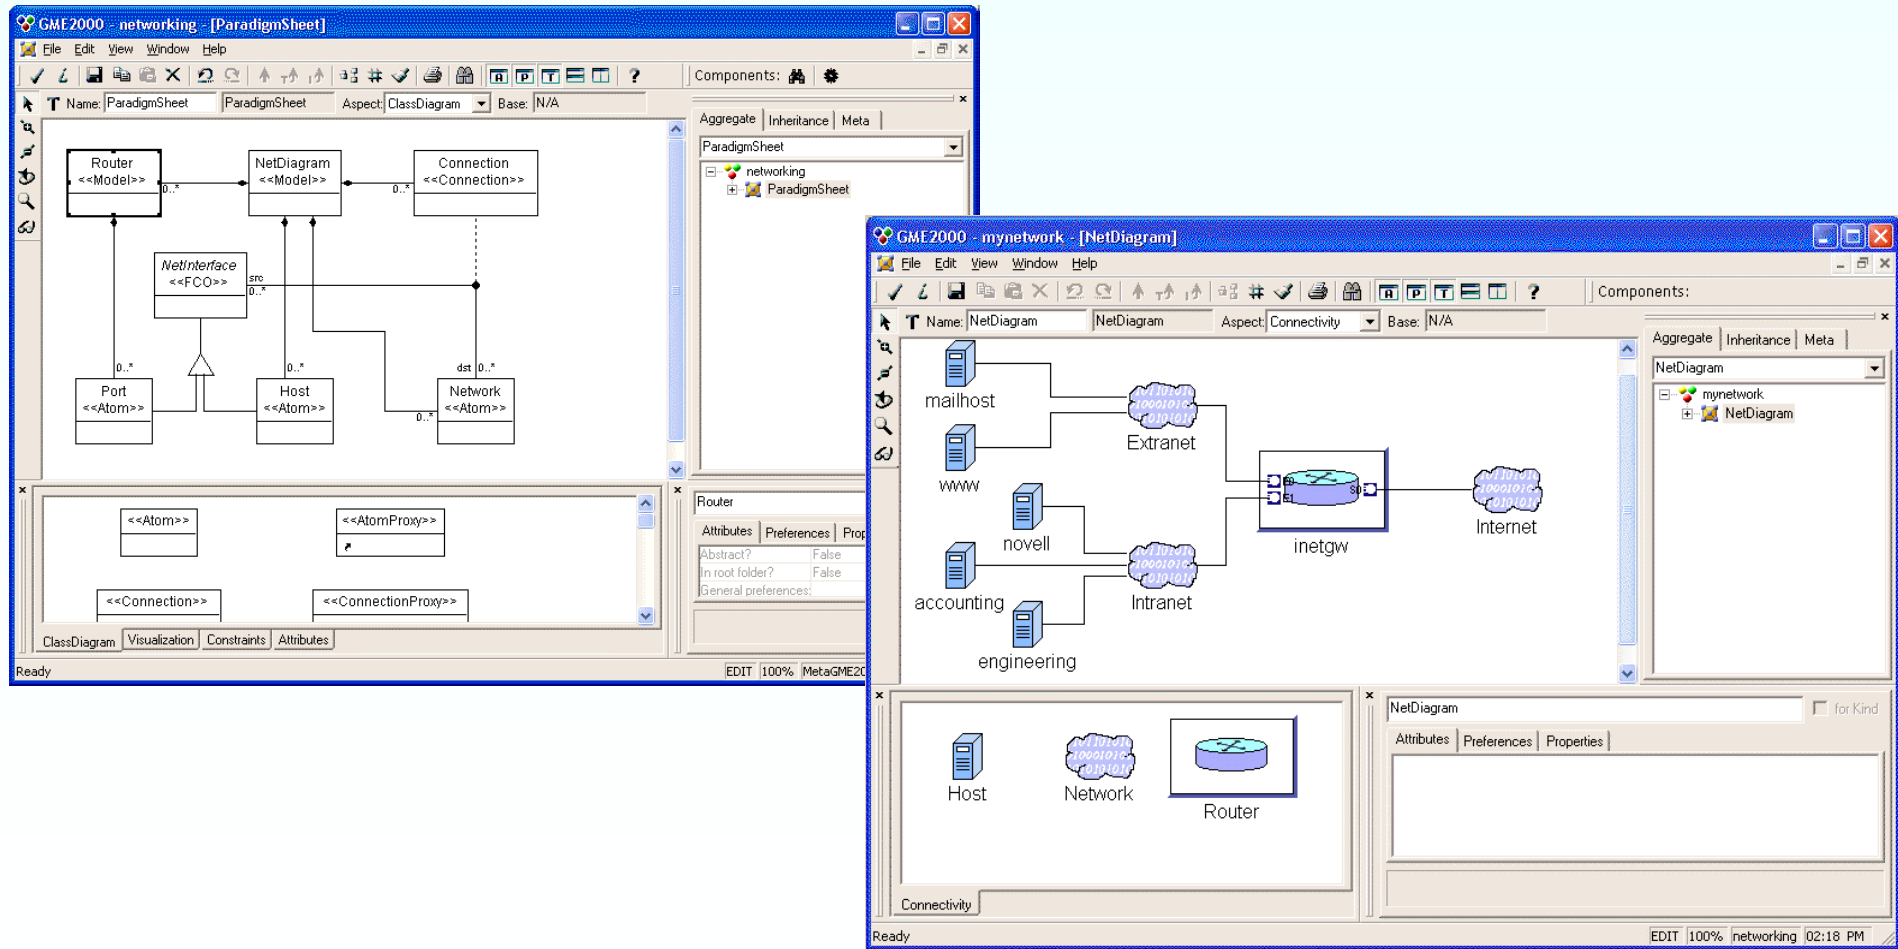 GME2000 - networking - [ParadigmSheet]
File Edit View Window Help
Components:
Name: ParadigmSheet ParadigmSheet Aspect: ClassDiagram Base: N/A
Aggregate Inheritance Meta
ParadigmSheet
networking
ParadigmSheet
Router
<<Model>>
0..*
NetDiagram
<<Model>>
0..*
Connection
<<Connection>>
NetInterface
<<FCO>>
src
0..*
0..*
0..*
dst 0..*
Port
<<Atom>>
Host
<<Atom>>
0..*
Network
<<Atom>>
<<Atom>>
<<AtomProxy>>
<<Connection>>
<<ConnectionProxy>>
ClassDiagram Visualization Constraints Attributes
Router
Attributes Preferences Prop
Abstract? False
In root folder? False
General preferences:
Ready
EDIT 100% MetaGME20
GME2000 - mynetwork - [NetDiagram]
File Edit View Window Help
Components:
Name: NetDiagram NetDiagram Aspect: Connectivity Base: N/A
Aggregate Inheritance Meta
NetDiagram
mynetwork
NetDiagram
mailhost
Extranet
www
novell
accounting
Intranet
engineering
E1
inetgw
Internet
Host
Network
Router
Connectivity
NetDiagram
for Kind
Attributes Preferences Properties
Ready
EDIT 100% networking 02:18 PM